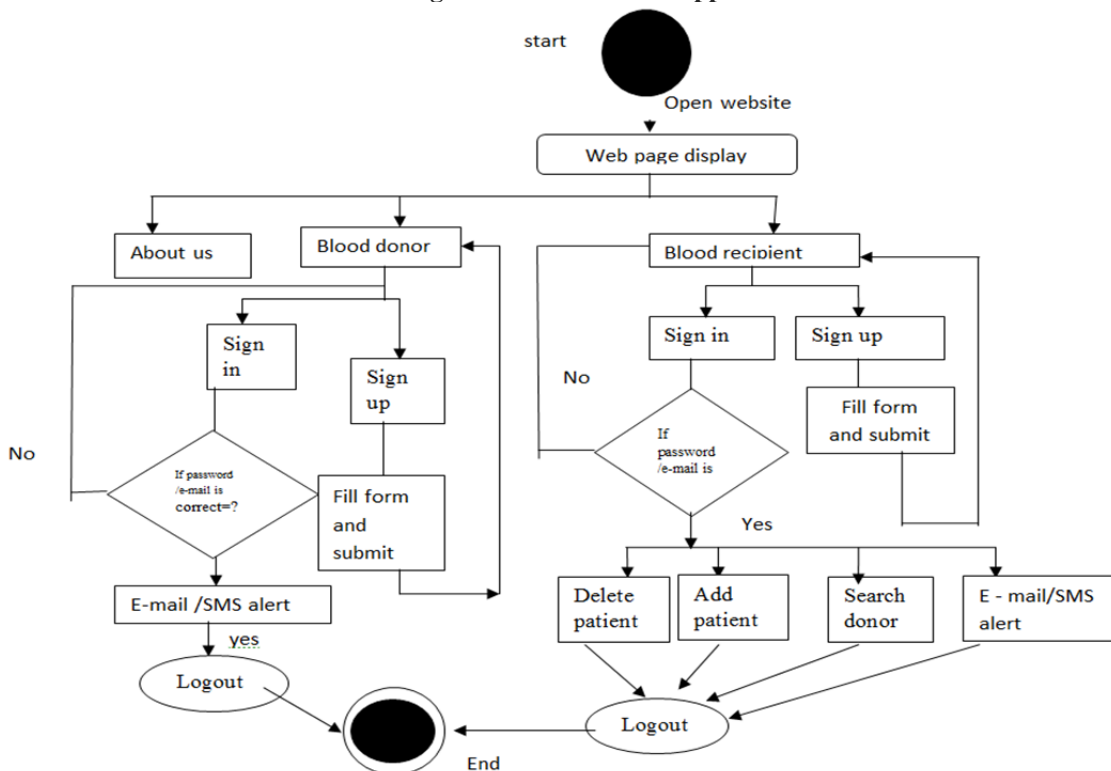 start
Open website
Web page display
About us
Blood donor
Blood recipient
Sign
in
Sign
up
Sign in
Sign up
No
No
If password
/e-mail is
correct=?
Fill form
and
submit
If
password
/e-mail is
Fill form
and submit
Yes
E-mail /SMS alert
yes
Logout
Delete
patient
Add
patient
Search
donor
E - mail/SMS
alert
Logout
End